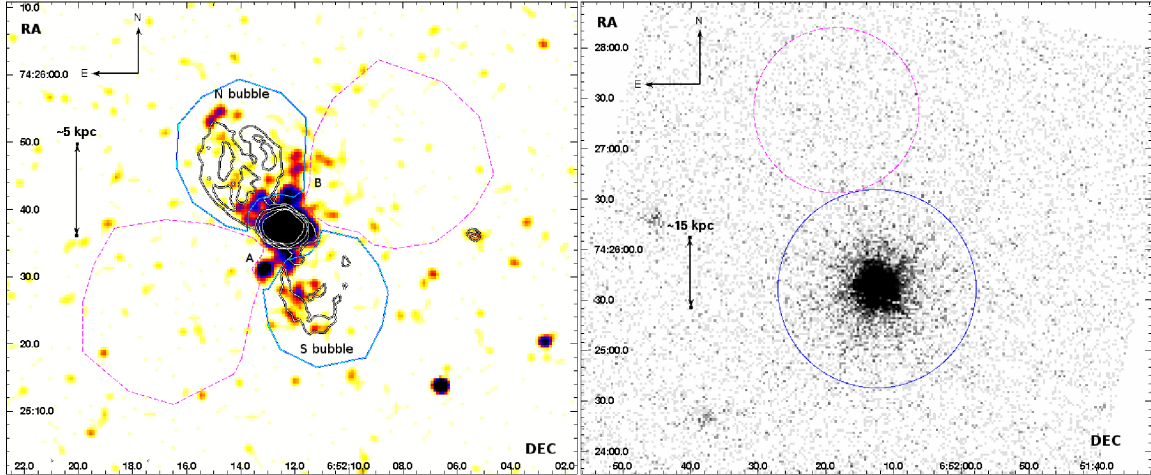 10.0
RA
N
E
74:26:00.0
N bubble
~5 kpc
50.0
B
40.0
A
30.0
20.0
S bubble
25:10.0
DEC
22.0 20.0 18.0 16.0 14.0 12.0 6:52:10.0 08.0 06.0 04.0 02.0
RA
N
28:00.0
E
30.0
27:00.0
30.0
~15 kpc
74:26:00.0
30.0
25:00.0
30.0
DEC
24:00.0
50.0 40.0 30.0 20.0 10.0 6:52:00.0 50.0 51:40.0